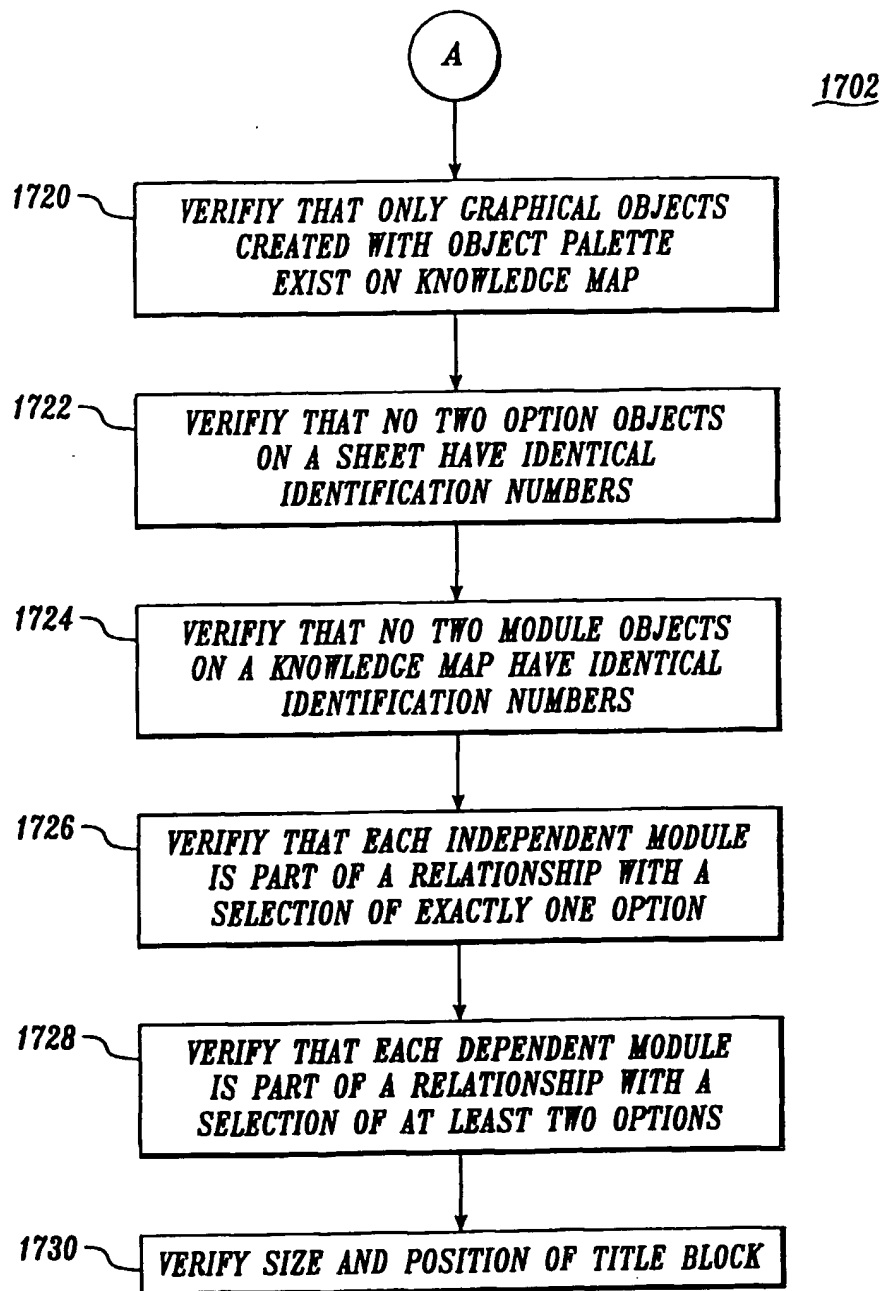 A
1702
1720
VERIFIY THAT ONLY GRAPHICAL OBJECTS
CREATED WITH OBJECT PALETTE
EXIST ON KNOWLEDGE MAP
1722
VERIFIY THAT NO TWO OPTION OBJECTS
ON A SHEET HAVE IDENTICAL
IDENTIFICATION NUMBERS
1724
VERIFIY THAT NO TWO MODULE OBJECTS
ON A KNOWLEDGE MAP HAVE IDENTICAL
IDENTIFICATION NUMBERS
1726
VERIFIY THAT EACH INDEPENDENT MODULE
IS PART OF A RELATIONSHIP WITH A
SELECTION OF EXACTLY ONE OPTION
1728
VERIFY THAT EACH DEPENDENT MODULE
IS PART OF A RELATIONSHIP WITH A
SELECTION OF AT LEAST TWO OPTIONS
1730
VERIFY SIZE AND POSITION OF TITLE BLOCK